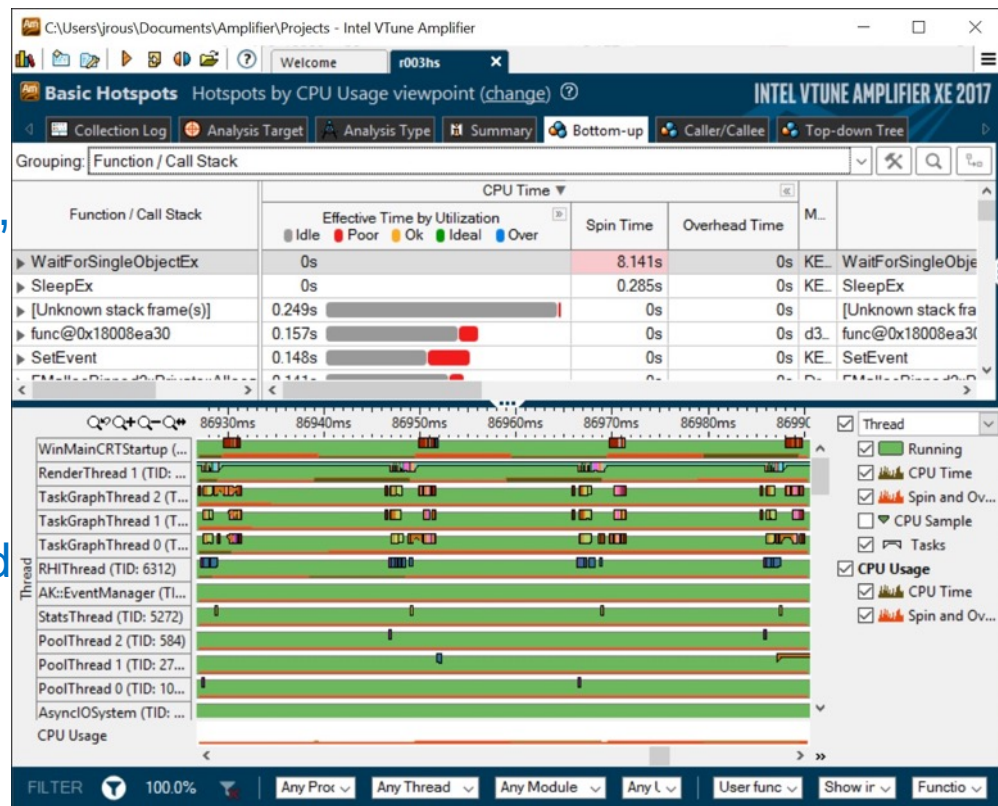 C:\Users\jrous\Documents\Amplifier\Projects - Intel VTune Amplifier
Welcome r003hs
Basic Hotspots Hotspots by CPU Usage viewpoint (change) INTEL VTUNE AMPLIFIER XE 2017
Collection Log Analysis Target Analysis Type Summary Bottom-up Caller/Callee Top-down Tree
Grouping: Function / Call Stack
CPU Time
Function / Call Stack Effective Time by Utilization Spin Time Overhead Time M...
Idle Poor Ok Ideal Over
WaitForSingleObjectEx 0s 8.141s 0s KE... WaitForSingleObje
SleepEx 0s 0.285s 0s KE... SleepEx
[Unknown stack frame(s)] 0.249s 0s 0s [Unknown stack fra
func@0x18008ea30 0.157s 0s 0s d3... func@0x18008ea3(
SetEvent 0.148s 0s 0s KE... SetEvent
86930ms 86940ms 86950ms 86960ms 86970ms 86980ms 8699(
Thread
WinMainCRTStartup (...
RenderThread 1 (TID: ...
TaskGraphThread 2 (T...
TaskGraphThread 1 (T...
TaskGraphThread 0 (T...
RHIThread (TID: 6312)
AK::EventManager (TI...
StatsThread (TID: 5272)
PoolThread 2 (TID: 584)
PoolThread 1 (TID: 27...
PoolThread 0 (TID: 10...
AsyncIOSystem (TID: ...
CPU Usage
Thread
Running
CPU Time
Spin and Ov...
CPU Sample
Tasks
CPU Usage
CPU Time
Spin and Ov...
FILTER 100.0% Any Proc Any Thread Any Module Any User func Show Functio